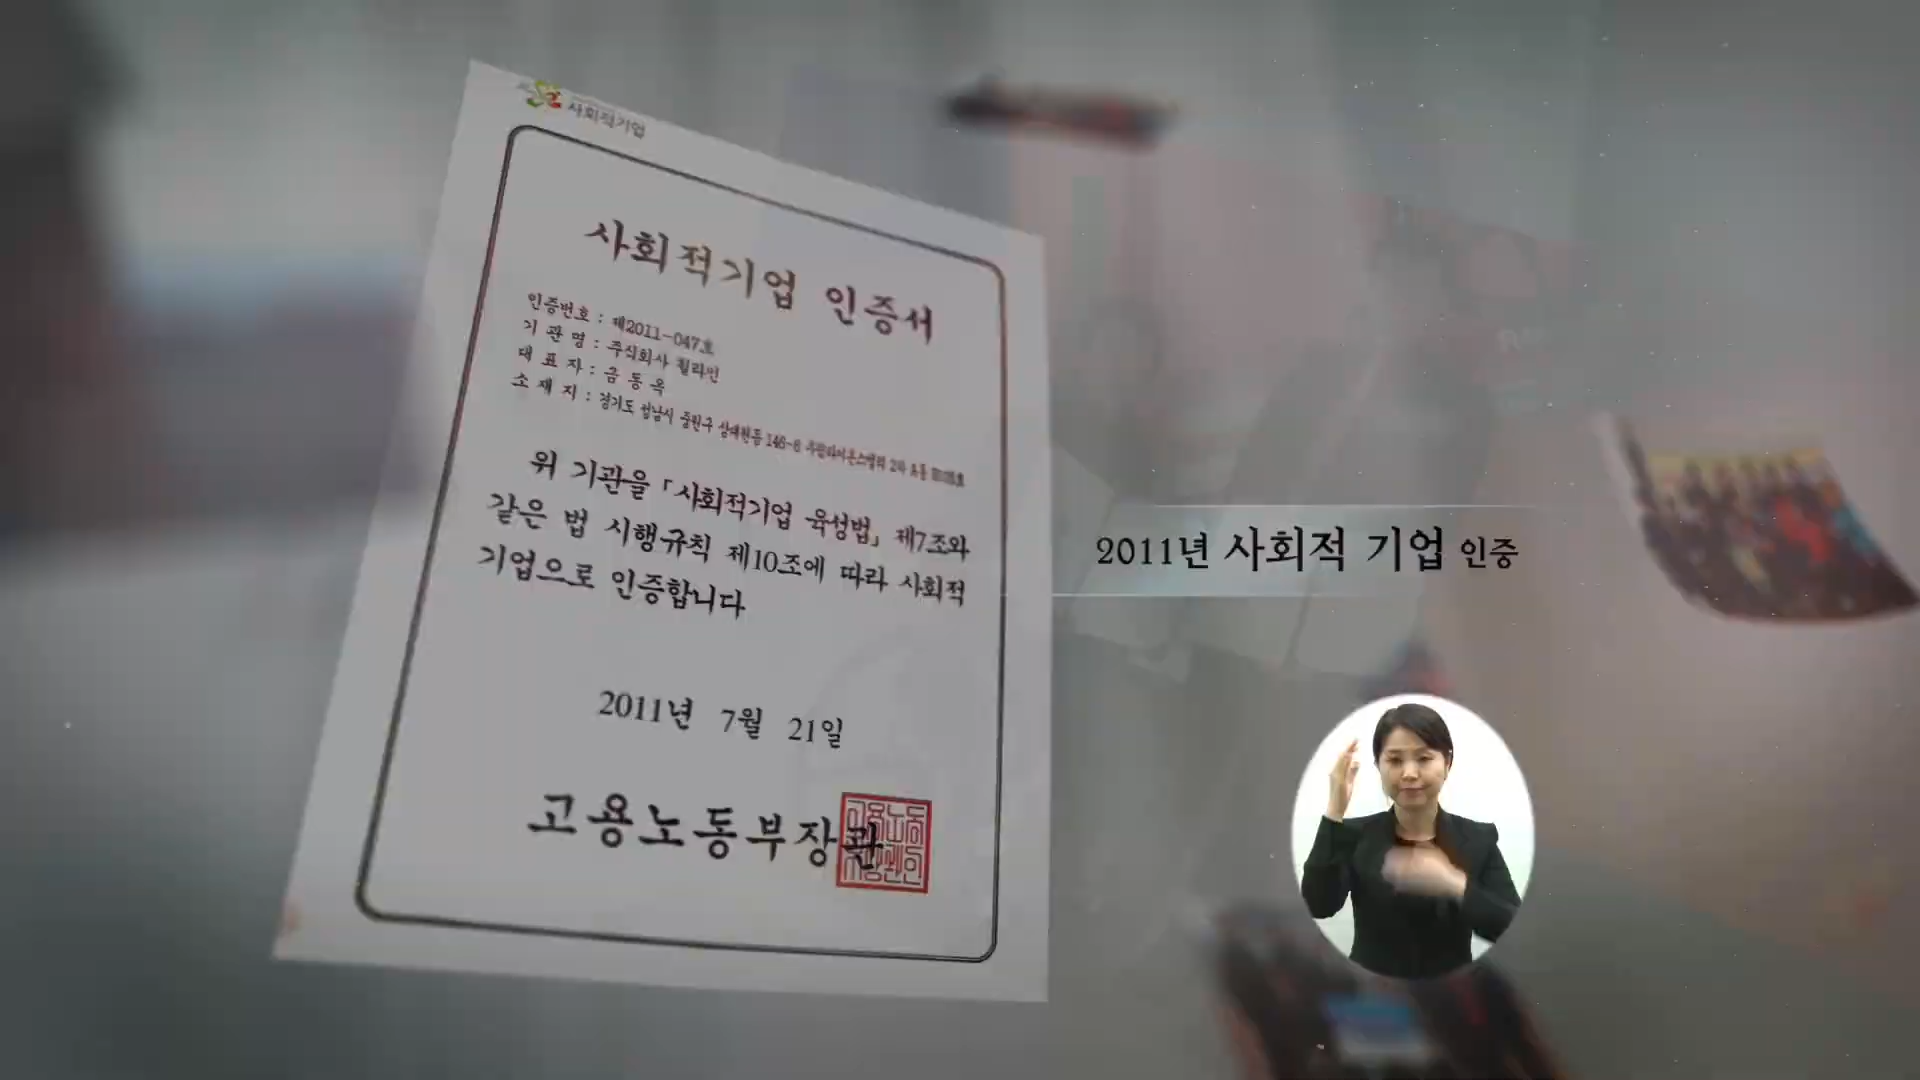 사회적기업
사회적기업 인증서
인증번호 : 제2011-047호
기 관 명 : 주식회사
대 표 자 : 금 동 옥
소 재 지 : 경기도 성남시 중원구 상대원동 146-8
위 기관을 「사회적기업 육성법」 제7조와
같은 법 시행규칙 제10조에 따라 사회적
기업으로 인증합니다
2011년 7월 21일
고용노동부장관
2011년 사회적 기업 인증